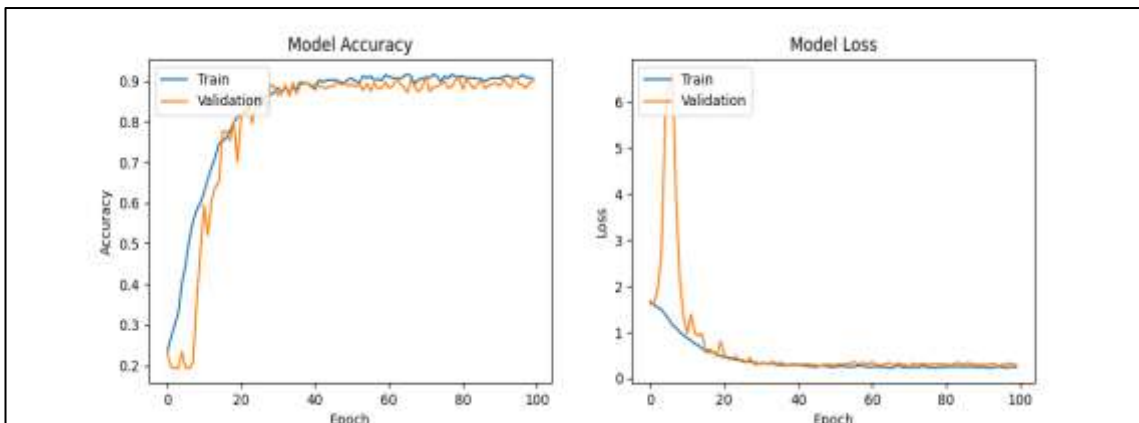 Model Accuracy
Train
Validation
0.9
0.8
0.7
0.6
0.5
0.4
0.3
0.2
Accuracy
0 20 40 60 80 100
Epoch
Model Loss
Train
Validation
6
5
4
3
2
1
0
Loss
0 20 40 60 80 100
Epoch